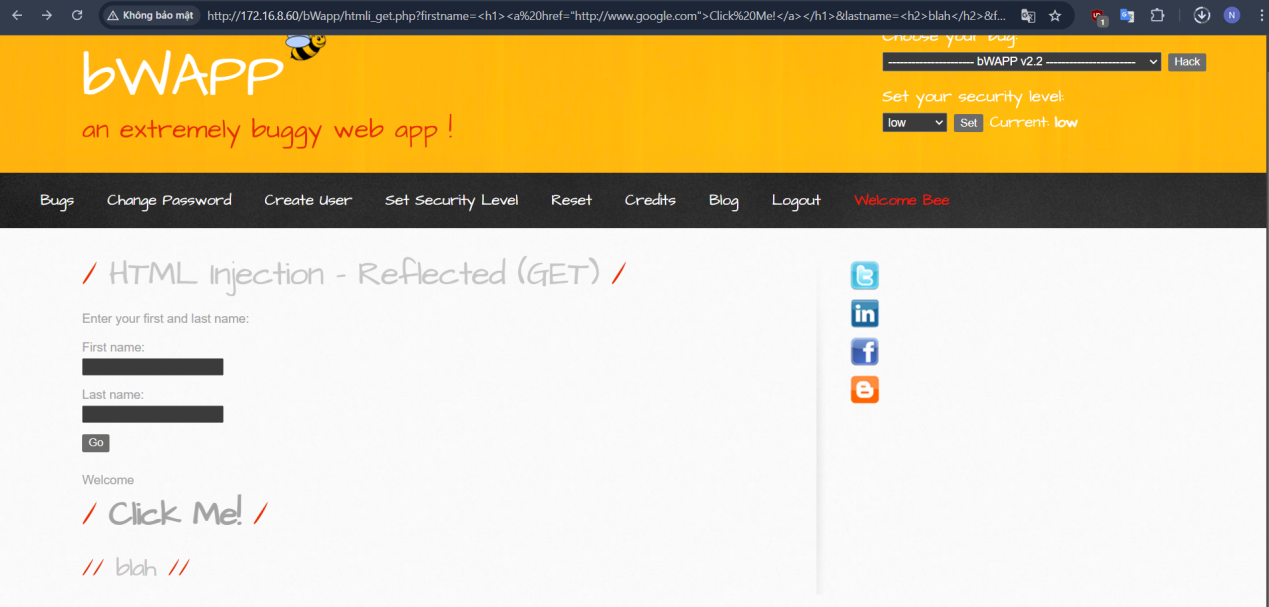 Không bảo mật
http://172.16.8.60/bWapp/htmli_get.php?firstname=<h1><a%20href="http://www.google.com">Click%20Me!</a></h1>&lastname=<h2>blah</h2>&f...
1
N
bWAPP
an extremely buggy web app !
Choose your bug:
---------------------- bWAPP v2.2 ----------------------- Hack
Set your security level:
low Set Current: low
Bugs Change Password Create User Set Security Level Reset Credits Blog Logout Welcome Bee
/ HTML Injection - Reflected (GET) /
Enter your first and last name:
First name:
Last name:
Go
Welcome
/ Click Me! /
// blah //